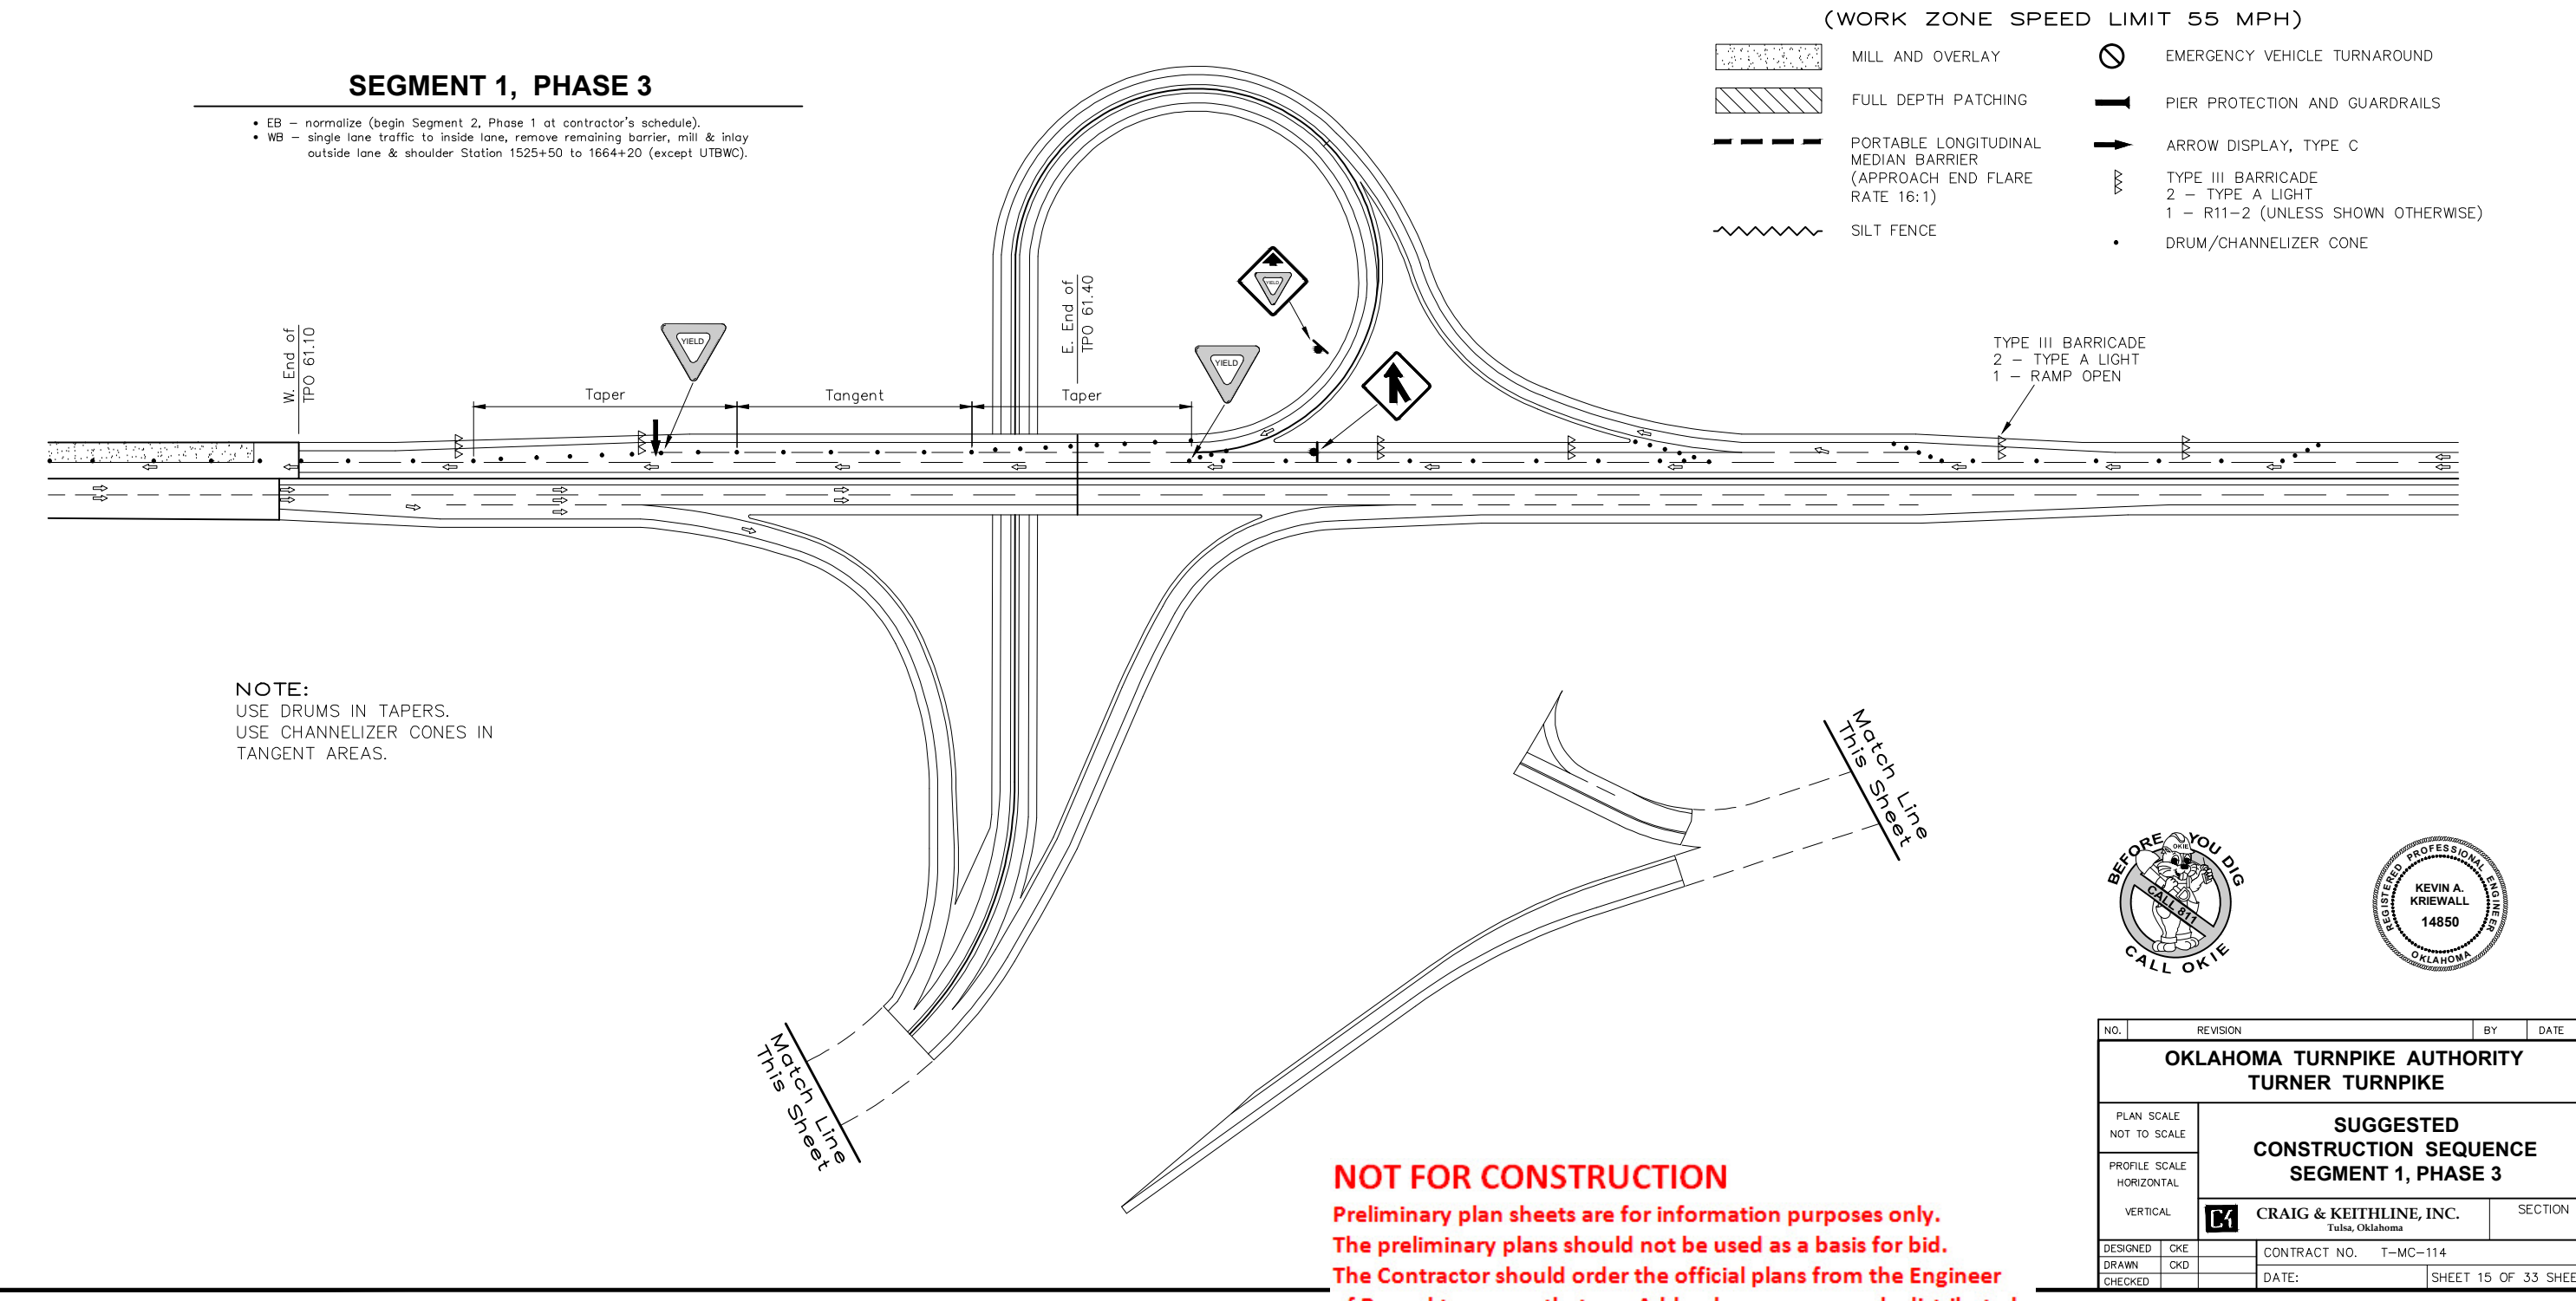 (WORK ZONE SPEED LIMIT 55 MPH)
MILL AND OVERLAY
FULL DEPTH PATCHING
PORTABLE LONGITUDINAL
MEDIAN BARRIER
(APPROACH END FLARE
RATE 16:1)
SILT FENCE
EMERGENCY VEHICLE TURNAROUND
PIER PROTECTION AND GUARDRAILS
ARROW DISPLAY, TYPE C
TYPE III BARRICADE
2 – TYPE A LIGHT
1 – R11–2 (UNLESS SHOWN OTHERWISE)
DRUM/CHANNELIZER CONE
SEGMENT 1, PHASE 3
• EB – normalize (begin Segment 2, Phase 1 at contractor's schedule).
• WB – single lane traffic to inside lane, remove remaining barrier, mill & inlay
outside lane & shoulder Station 1525+50 to 1664+20 (except UTBWC).
W. End of
TPO 61.10
YIELD
E. End of
TPO 61.40
YIELD
YIELD
Taper
Tangent
Taper
TYPE III BARRICADE
2 – TYPE A LIGHT
1 – RAMP OPEN
NOTE:
USE DRUMS IN TAPERS.
USE CHANNELIZER CONES IN
TANGENT AREAS.
Match Line
This Sheet
Match Line
This Sheet
BEFORE YOU DIG
OKIE
CALL 811
CALL OKIE
REGISTERED PROFESSIONAL ENGINEER
KEVIN A.
KRIEWALL
14850
OKLAHOMA
NOT FOR CONSTRUCTION
Preliminary plan sheets are for information purposes only.
The preliminary plans should not be used as a basis for bid.
The Contractor should order the official plans from the Engineer
NO. REVISION BY DATE
OKLAHOMA TURNPIKE AUTHORITY
TURNER TURNPIKE
PLAN SCALE
NOT TO SCALE
PROFILE SCALE
HORIZONTAL
VERTICAL
SUGGESTED
CONSTRUCTION SEQUENCE
SEGMENT 1, PHASE 3
CK
CRAIG & KEITHLINE, INC.
Tulsa, Oklahoma
SECTION
DESIGNED CKE
DRAWN CKD
CHECKED
CONTRACT NO. T–MC–114
DATE:
SHEET 15 OF 33 SHEE